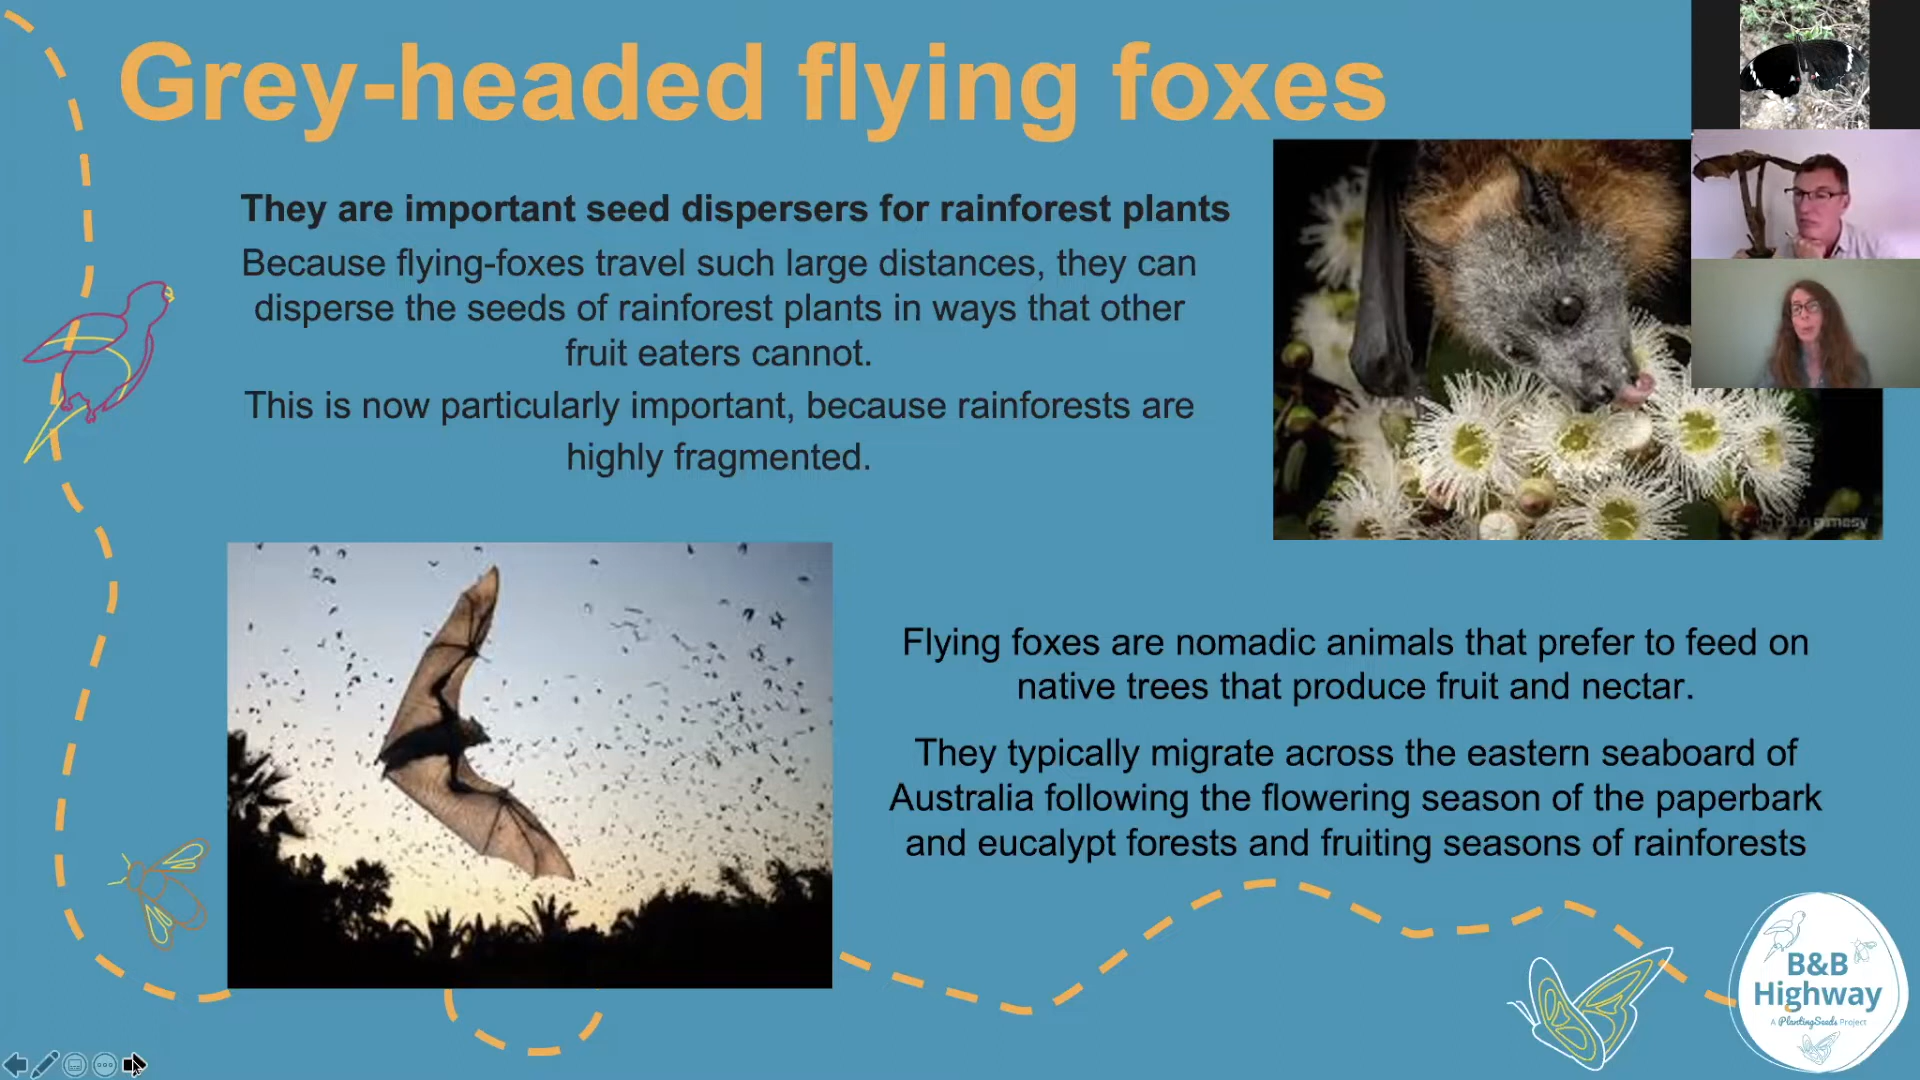 Grey-headed flying foxes
They are important seed dispersers for rainforest plants
Because flying-foxes travel such large distances, they can
disperse the seeds of rainforest plants in ways that other
fruit eaters cannot.
This is now particularly important, because rainforests are
highly fragmented.
Flying foxes are nomadic animals that prefer to feed on
native trees that produce fruit and nectar.
They typically migrate across the eastern seaboard of
Australia following the flowering season of the paperbark
and eucalypt forests and fruiting seasons of rainforests
B&B
Highway
A PlantingSeeds Project